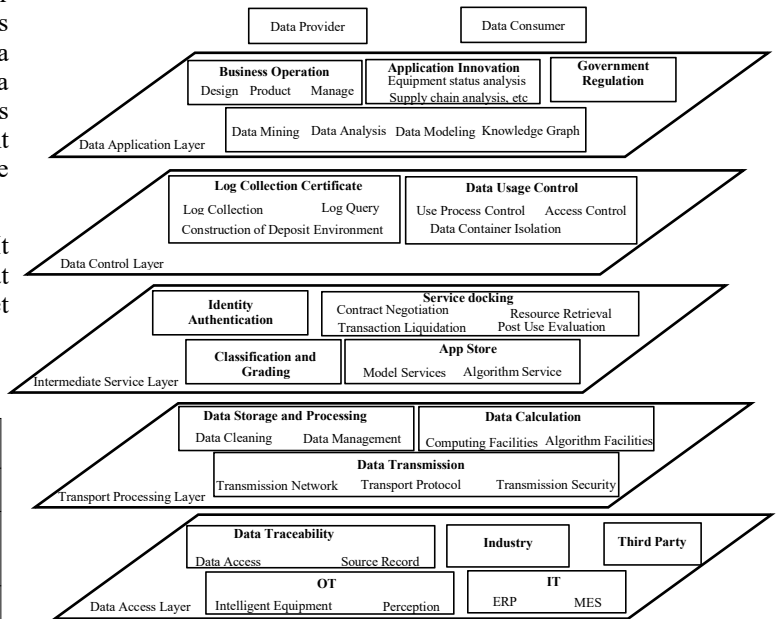 Data Provider
Data Consumer
Business Operation
Design Product Manage
Application Innovation
Equipment status analysis
Supply chain analysis, etc
Government
Regulation
Data Mining Data Analysis Data Modeling Knowledge Graph
Data Application Layer
Log Collection Certificate
Log Collection Log Query
Construction of Deposit Environment
Data Usage Control
Use Process Control Access Control
Data Container Isolation
Data Control Layer
Identity
Authentication
Service docking
Contract Negotiation Resource Retrieval
Transaction Liquidation Post Use Evaluation
Classification and
Grading
App Store
Model Services Algorithm Service
Intermediate Service Layer
Data Storage and Processing
Data Cleaning Data Management
Data Calculation
Computing Facilities Algorithm Facilities
Data Transmission
Transmission Network Transport Protocol Transmission Security
Transport Processing Layer
Data Traceability
Data Access Source Record
Industry
Third Party
OT
Intelligent Equipment Perception
IT
ERP MES
Data Access Layer